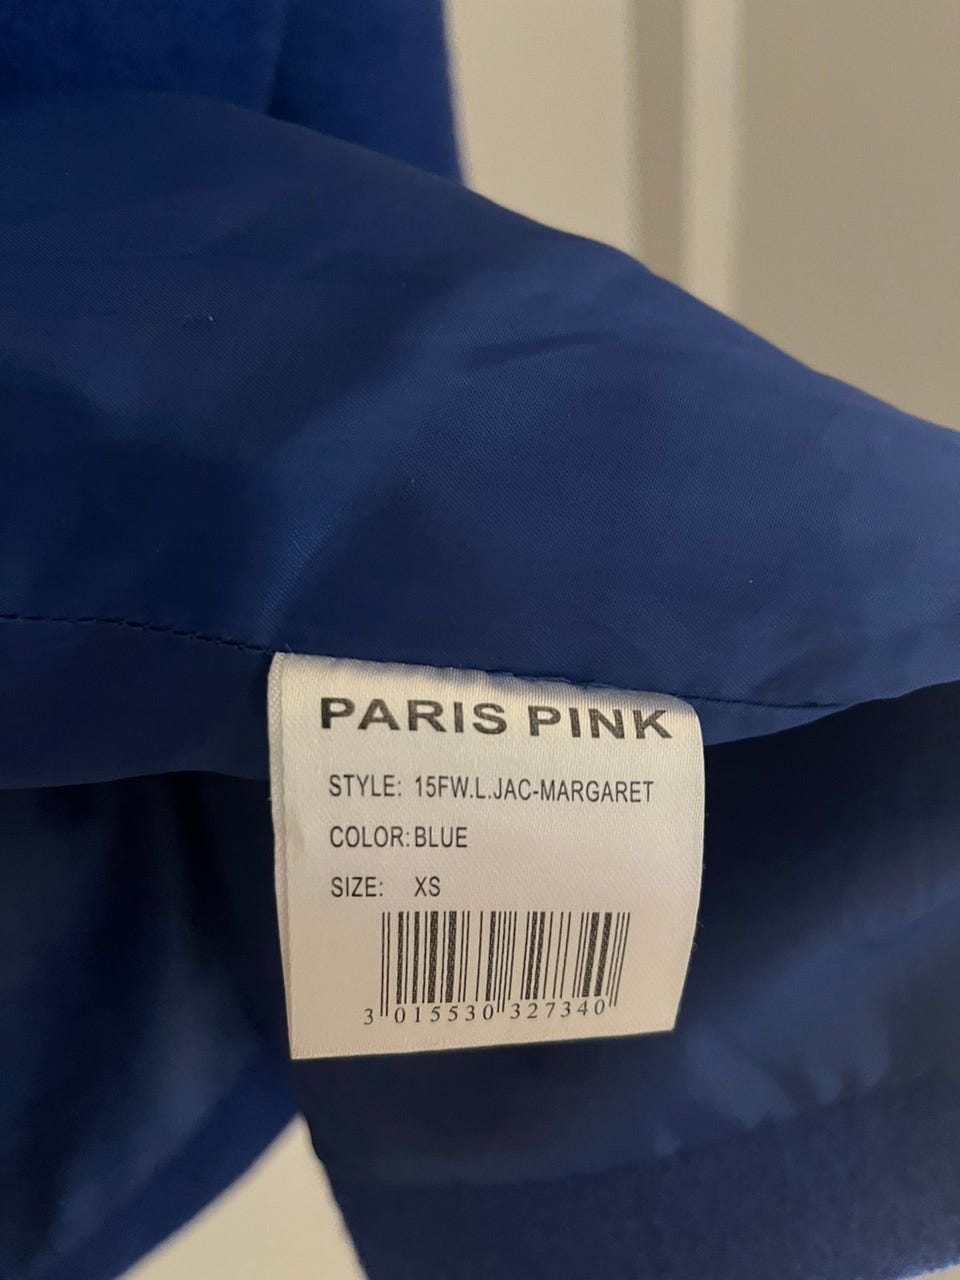 PARIS PINK
STYLE: 15FW.L.JAC-MARGARET
COLOR: BLUE
SIZE: XS
3 015530 327340